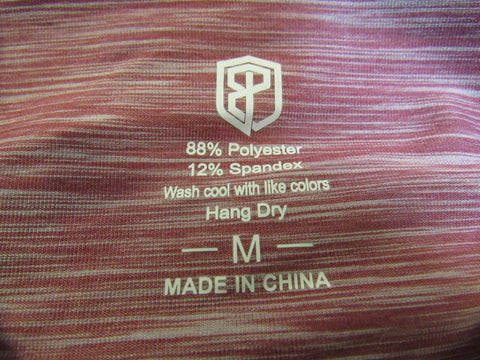 88% Polyester
12% Spandex
Wash cool with like colors
Hang Dry
M
MADE IN CHINA